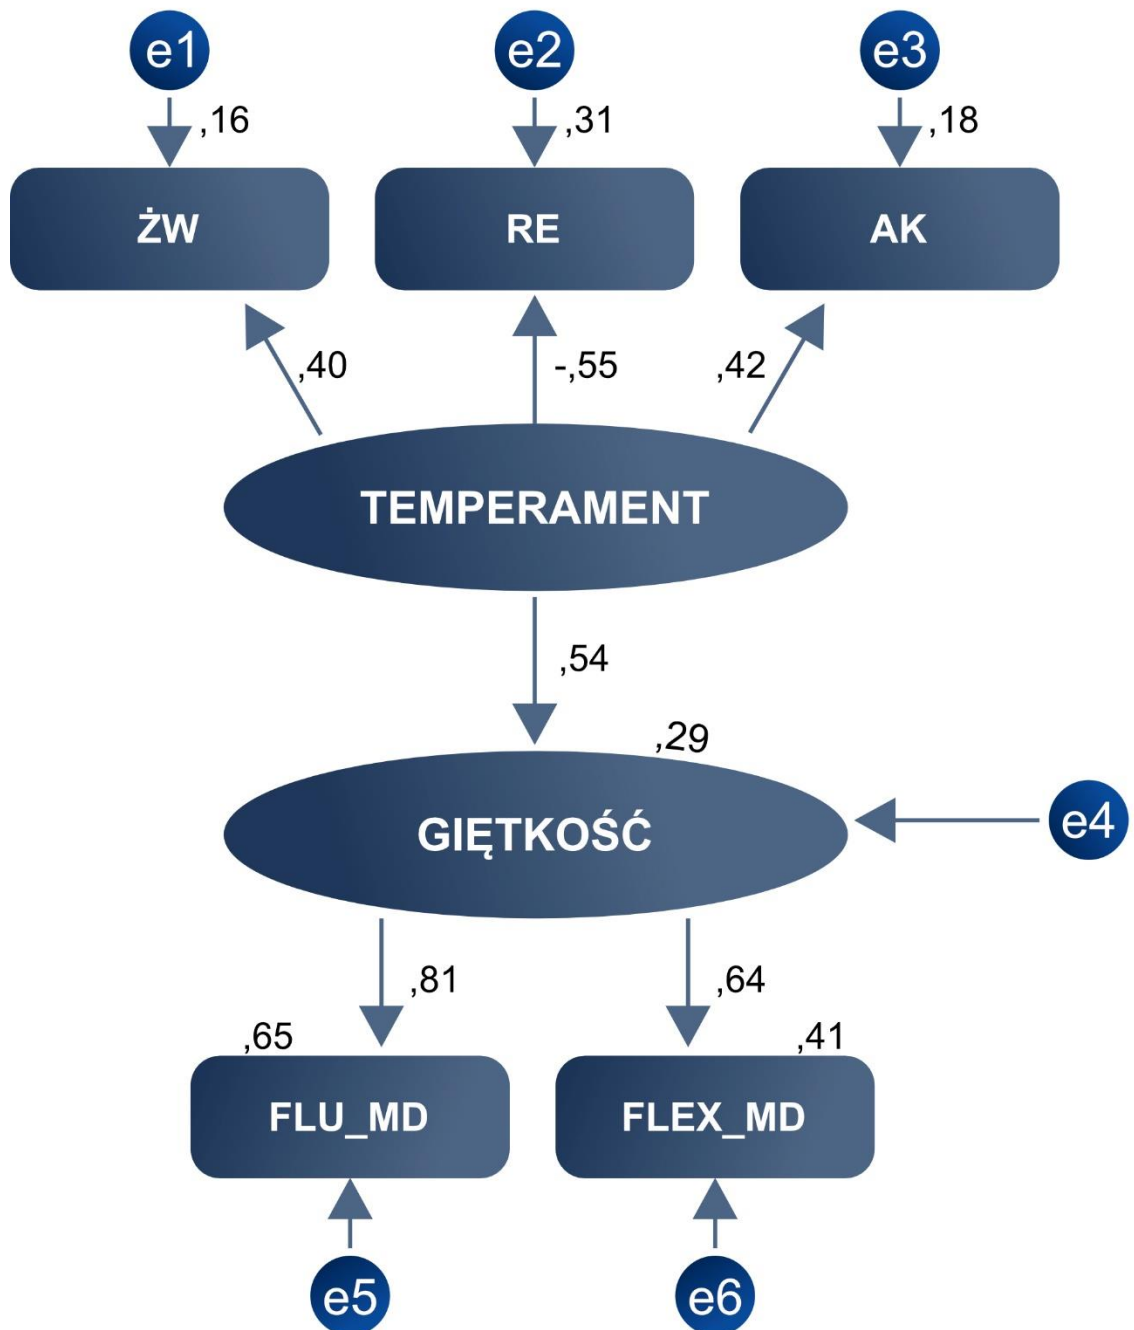 e1
e2
e3
,16
,31
,18
ŻW
RE
AK
,40
-,55
,42
TEMPERAMENT
,54
,29
GIĘTKOŚĆ
e4
,81
,64
,65
,41
FLU_MD
FLEX_MD
e5
e6